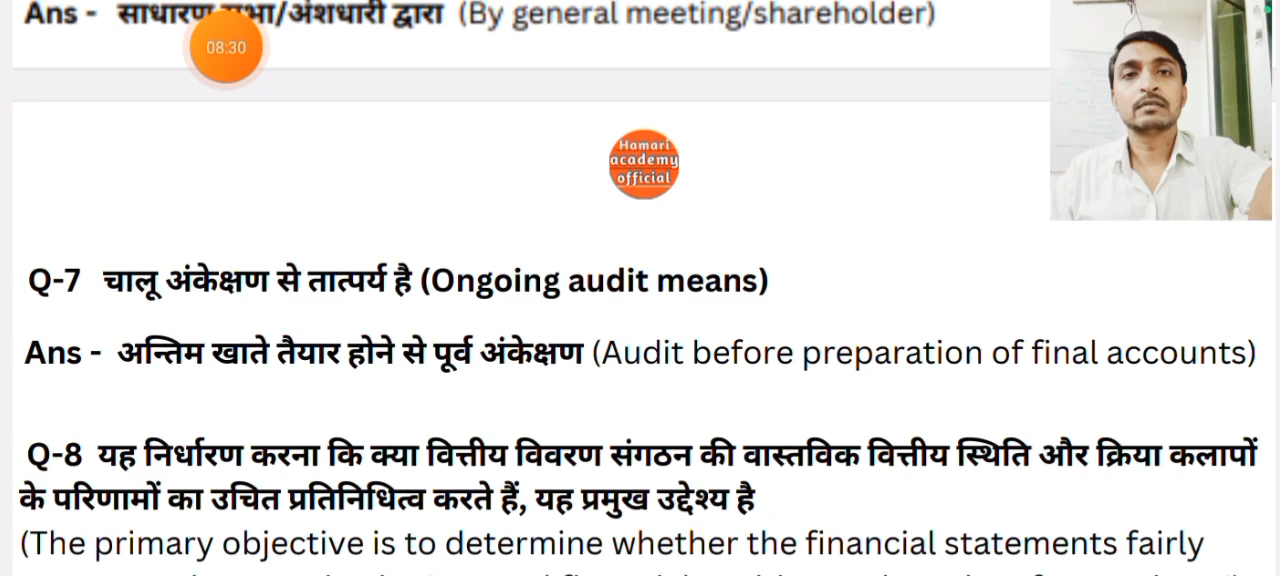 Ans - साधारण सभा/अंशधारी द्वारा (By general meeting/shareholder)
08:30
Hamari
academy
official
Q-7 चालू अंकेक्षण से तात्पर्य है (Ongoing audit means)
Ans - अन्तिम खाते तैयार होने से पूर्व अंकेक्षण (Audit before preparation of final accounts)
Q-8 यह निर्धारण करना कि क्या वित्तीय विवरण संगठन की वास्तविक वित्तीय स्थिति और क्रिया कलापों
के परिणामों का उचित प्रतिनिधित्व करते हैं, यह प्रमुख उद्देश्य है
(The primary objective is to determine whether the financial statements fairly